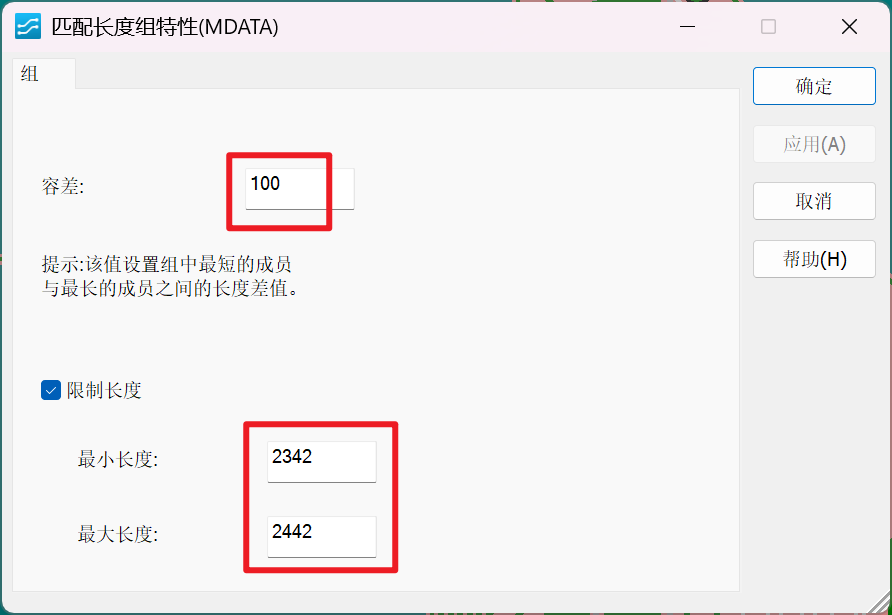 匹配长度组特性(MDATA)
组
确定
应用(A)
取消
帮助(H)
容差:
100
提示:该值设置组中最短的成员
与最长的成员之间的长度差值。
限制长度
最小长度:
2342
最大长度:
2442